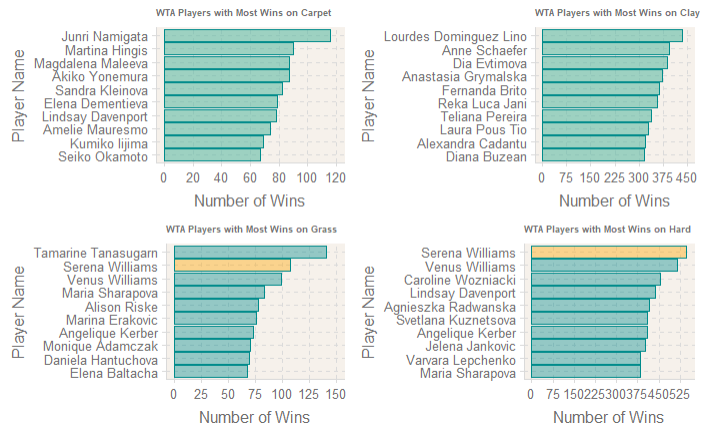 WTA Players with Most Wins on Carpet
Player Name
Junri Namigata
Martina Hingis
Magdalena Maleeva
Akiko Yonemura
Sandra Kleinova
Elena Dementieva
Lindsay Davenport
Amelie Mauresmo
Kumiko Iijima
Seiko Okamoto
0 20 40 60 80 100 120
Number of Wins
WTA Players with Most Wins on Clay
Player Name
Lourdes Dominguez Lino
Anne Schaefer
Dia Evtimova
Anastasia Grymalska
Fernanda Brito
Reka Luca Jani
Teliana Pereira
Laura Pous Tio
Alexandra Cadantu
Diana Buzean
0 75 150 225 300 375 450
Number of Wins
WTA Players with Most Wins on Grass
Player Name
Tamarine Tanasugarn
Serena Williams
Venus Williams
Maria Sharapova
Alison Riske
Marina Erakovic
Angelique Kerber
Monique Adamczak
Daniela Hantuchova
Elena Baltacha
0 25 50 75 100 125 150
Number of Wins
WTA Players with Most Wins on Hard
Player Name
Serena Williams
Venus Williams
Caroline Wozniacki
Lindsay Davenport
Agnieszka Radwanska
Svetlana Kuznetsova
Angelique Kerber
Jelena Jankovic
Varvara Lepchenko
Maria Sharapova
0 75 150 225 300 375 450 525
Number of Wins